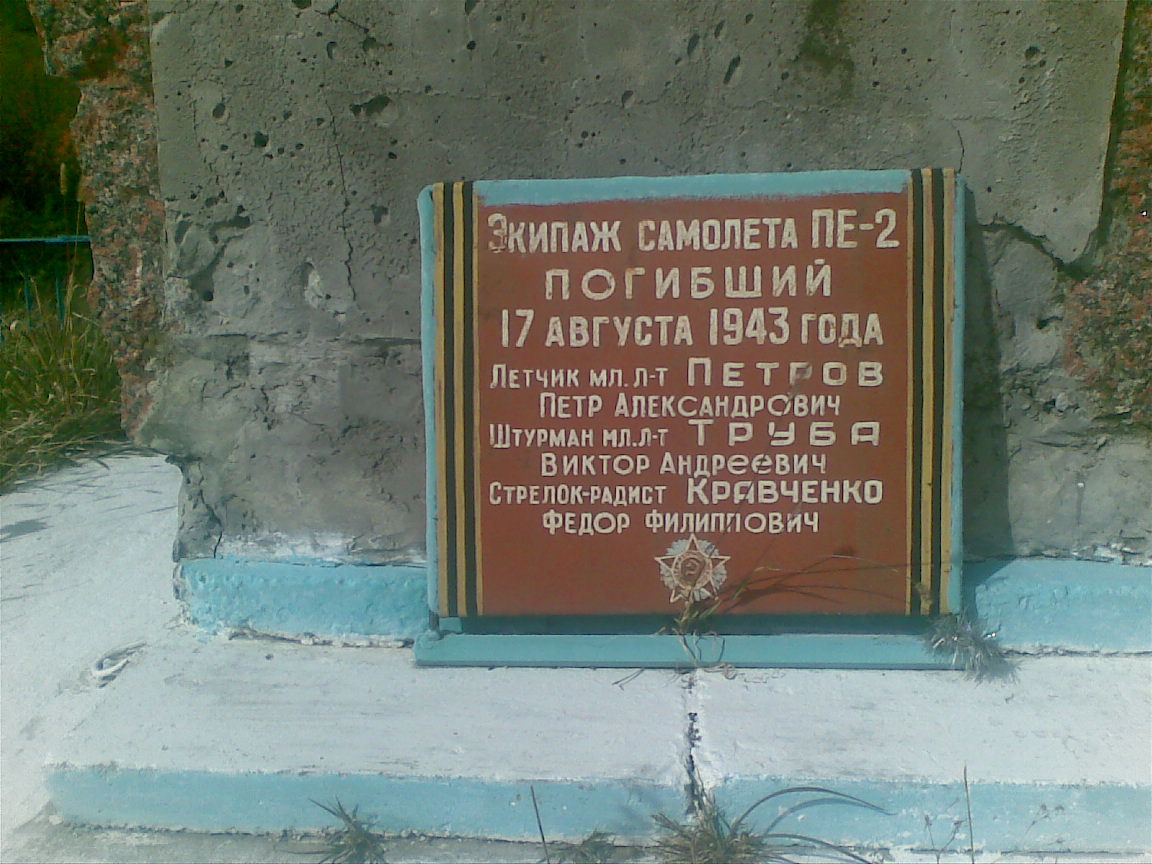 Экипаж самолета ПЕ-2
погибший
17 августа 1943 года
Летчик мл. л-т Петров
Петр Александрович
Штурман мл. л-т Труба
Виктор Андреевич
Стрелок-радист Кравченко
Федор Филиппович